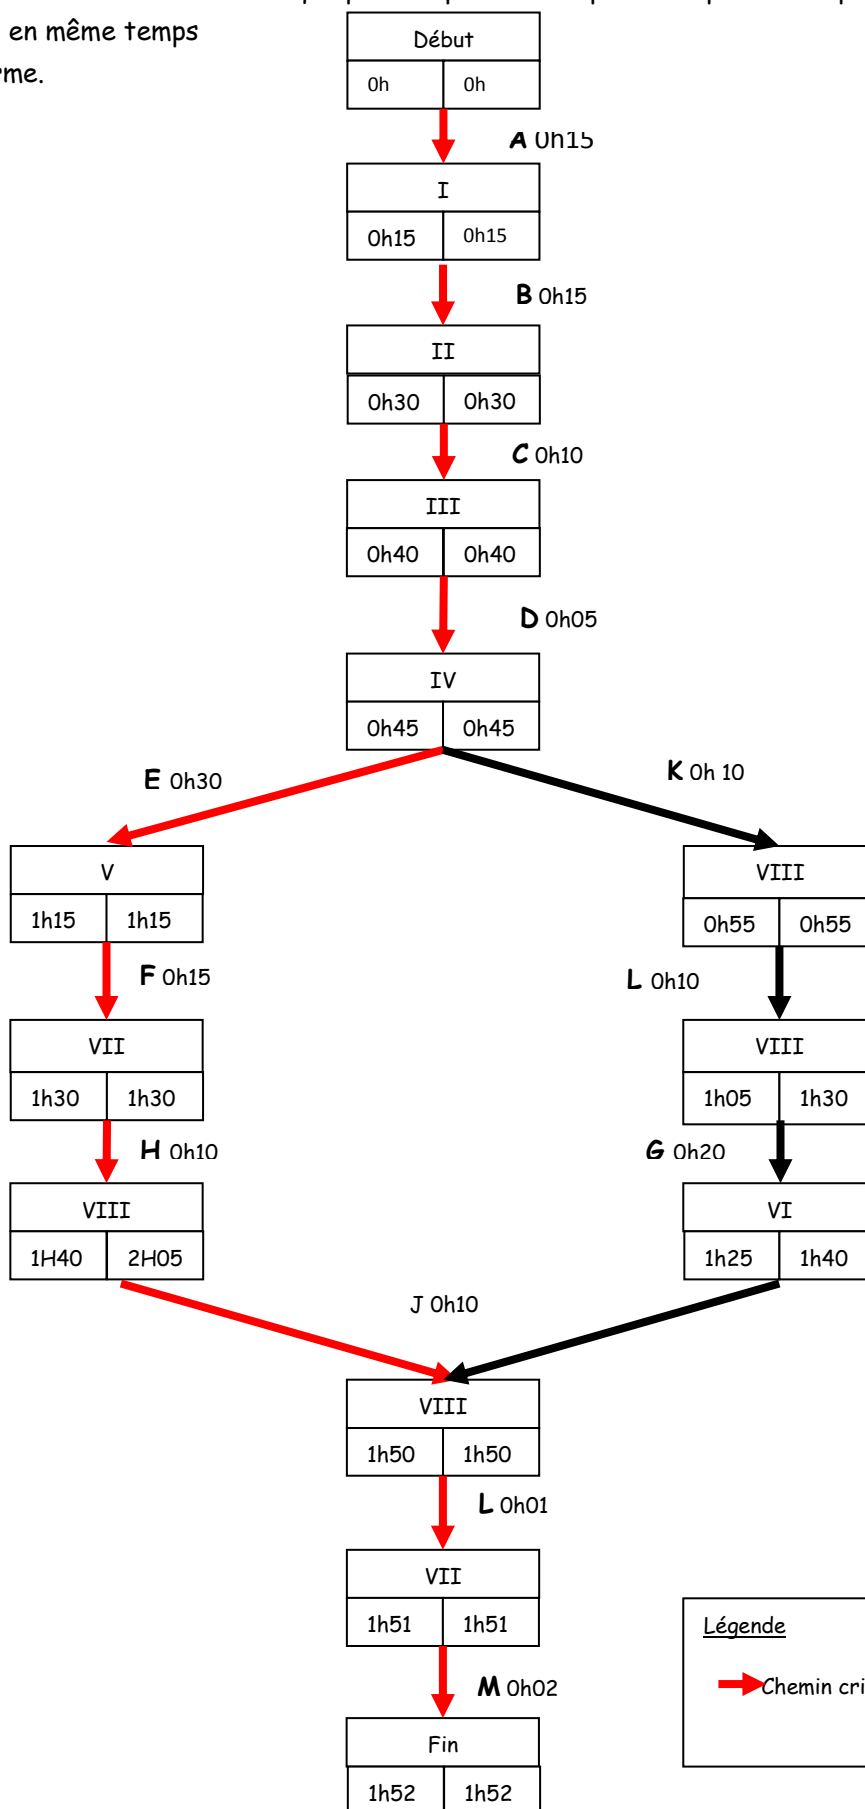 en même temps
rme.
Début
0h 0h
A 0h15
I
0h15 0h15
B 0h15
II
0h30 0h30
C 0h10
III
0h40 0h40
D 0h05
IV
0h45 0h45
E 0h30
K 0h 10
V
1h15 1h15
VIII
0h55 0h55
F 0h15
L 0h10
VII
1h30 1h30
VIII
1h05 1h30
H 0h10
G 0h20
VIII
1H40 2H05
VI
1h25 1h40
J 0h10
VIII
1h50 1h50
L 0h01
VII
1h51 1h51
Légende
Chemin cri
M 0h02
Fin
1h52 1h52